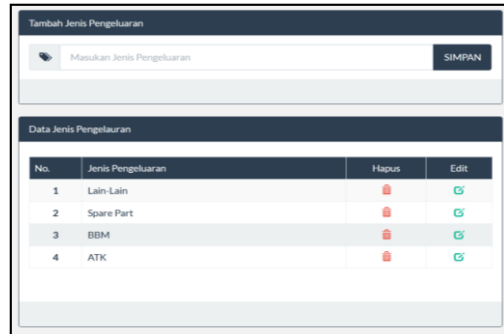 Tambah Jenis Pengeluaran
Masukan Jenis Pengeluaran SIMPAN
Data Jenis Pengelauran
No. Jenis Pengeluaran Hapus Edit
1 Lain-Lain
2 Spare Part
3 BBM
4 ATK